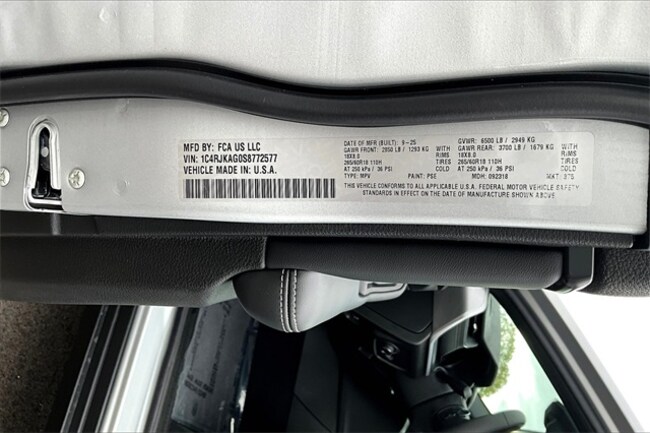 MFD BY: FCA US LLC
VIN: 1C4RJKAG0S8772577
VEHICLE MADE IN: U.S.A.
DATE OF MFR (BUILT): 9-25 GVWR: 6500 LB / 2949 KG
GAWR FRONT: 2850 LB / 1293 KG WITH GAWR REAR: 3700 LB / 1679 KG WITH
18X8.0 RIMS 18X8.0 RIMS
265/60R18 110H TIRES 265/60R18 110H TIRES
AT 250 kPa / 36 PSI COLD AT 250 kPa / 36 PSI COLD
TYPE: MPV PAINT: PSE MDH: 092318 MKT: 375
THIS VEHICLE CONFORMS TO ALL APPLICABLE U.S.A. FEDERAL MOTOR VEHICLE SAFETY
STANDARDS IN EFFECT ON THE DATE OF MANUFACTURE SHOWN ABOVE